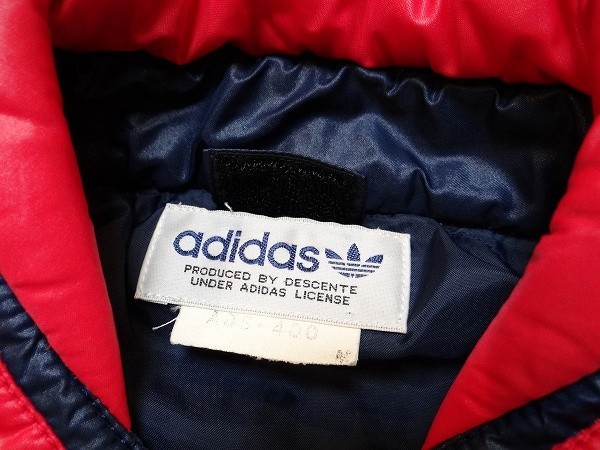 adidas
PRODUCED BY DESCENTE
UNDER ADIDAS LICENSE